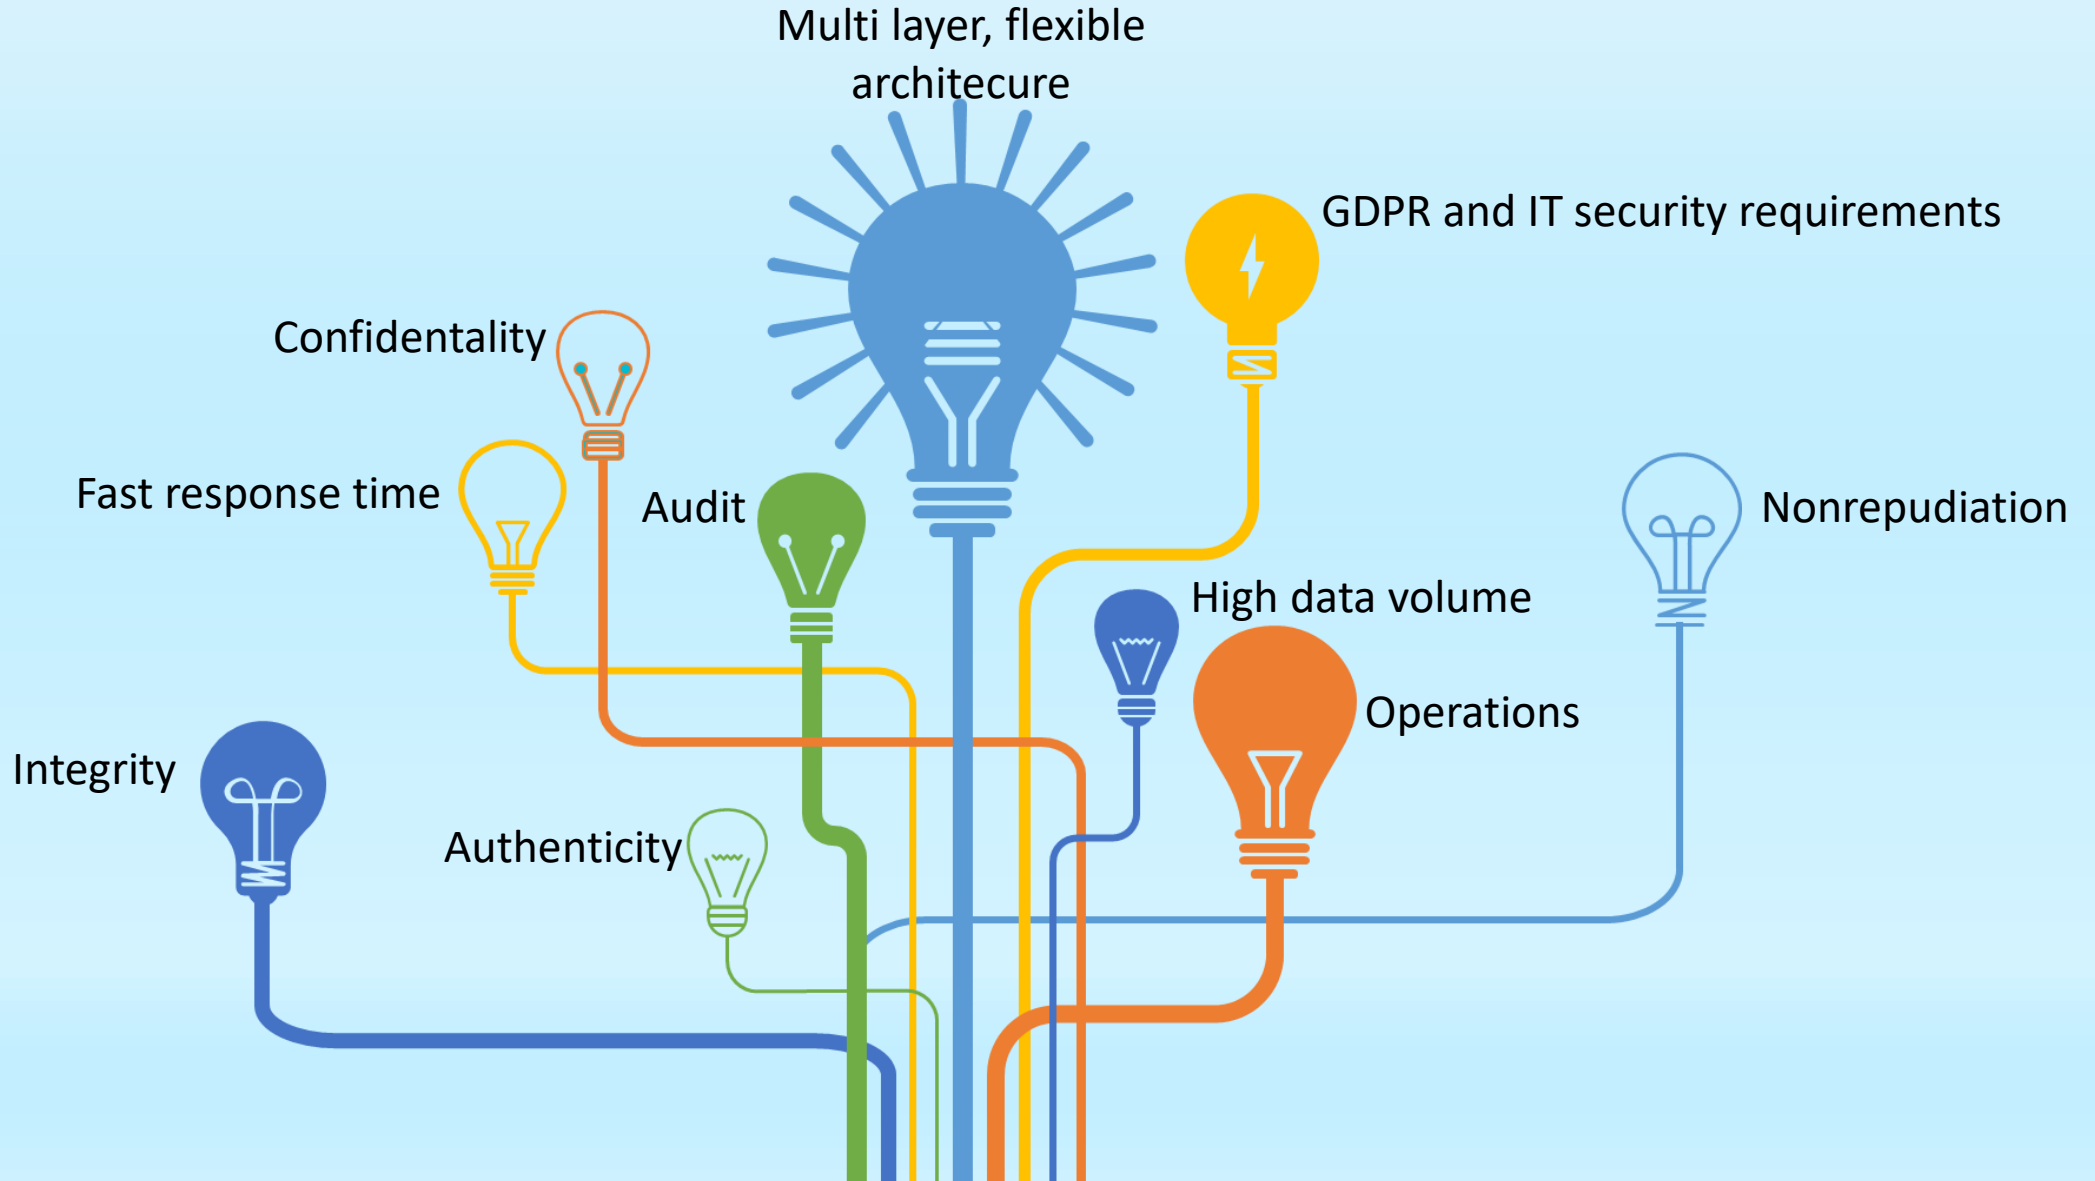 Multi layer, flexible
architecure
GDPR and IT security requirements
Confidentality
Fast response time
Audit
Nonrepudiation
High data volume
Operations
Integrity
Authenticity